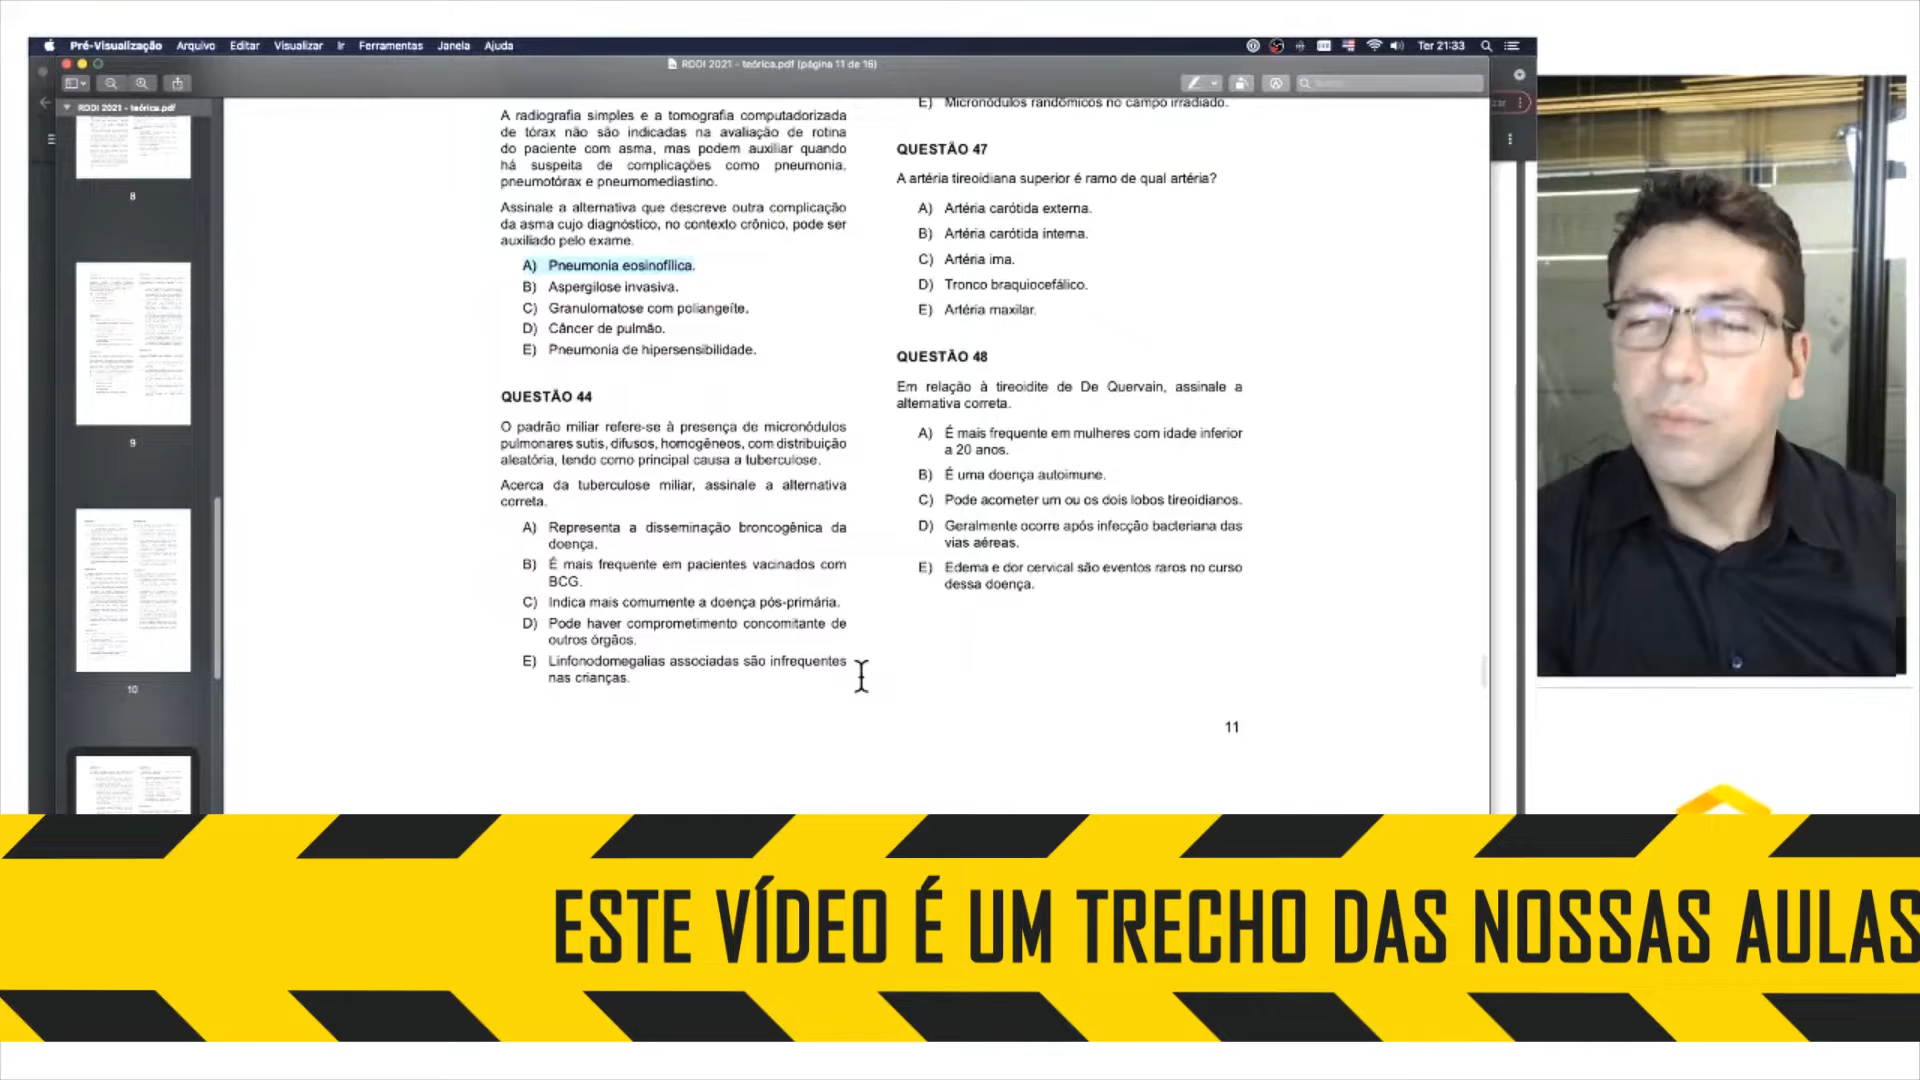 Pré-Visualização Arquivo Editar Visualizar Ir Ferramentas Janela Ajuda
Ter 21:33
RDDI 2021 - teórica.pdf (página 11 de 16)
RDDI 2021 - teórica.pdf
8
9
10
A radiografia simples e a tomografia computadorizada
de tórax não são indicadas na avaliação de rotina
do paciente com asma, mas podem auxiliar quando
há suspeita de complicações como pneumonia,
pneumotórax e pneumomediastino.
Assinale a alternativa que descreve outra complicação
da asma cujo diagnóstico, no contexto crônico, pode ser
auxiliado pelo exame.
A) Pneumonia eosinofílica.
B) Aspergilose invasiva.
C) Granulomatose com poliangeíte.
D) Câncer de pulmão.
E) Pneumonia de hipersensibilidade.
QUESTÃO 44
O padrão miliar refere-se à presença de micronódulos
pulmonares sutis, difusos, homogêneos, com distribuição
aleatória, tendo como principal causa a tuberculose.
Acerca da tuberculose miliar, assinale a alternativa
correta.
A) Representa a disseminação broncogênica da
doença.
B) É mais frequente em pacientes vacinados com
BCG.
C) Indica mais comumente a doença pós-primária.
D) Pode haver comprometimento concomitante de
outros órgãos.
E) Linfonodomegalias associadas são infrequentes
nas crianças.
E) Micronódulos randômicos no campo irradiado.
QUESTÃO 47
A artéria tireoidiana superior é ramo de qual artéria?
A) Artéria carótida externa.
B) Artéria carótida interna.
C) Artéria ima.
D) Tronco braquiocefálico.
E) Artéria maxilar.
QUESTÃO 48
Em relação à tireoidite de De Quervain, assinale a
alternativa correta.
A) É mais frequente em mulheres com idade inferior
a 20 anos.
B) É uma doença autoimune.
C) Pode acometer um ou os dois lobos tireoidianos.
D) Geralmente ocorre após infecção bacteriana das
vias aéreas.
E) Edema e dor cervical são eventos raros no curso
dessa doença.
11
ESTE VÍDEO É UM TRECHO DAS NOSSAS AULAS